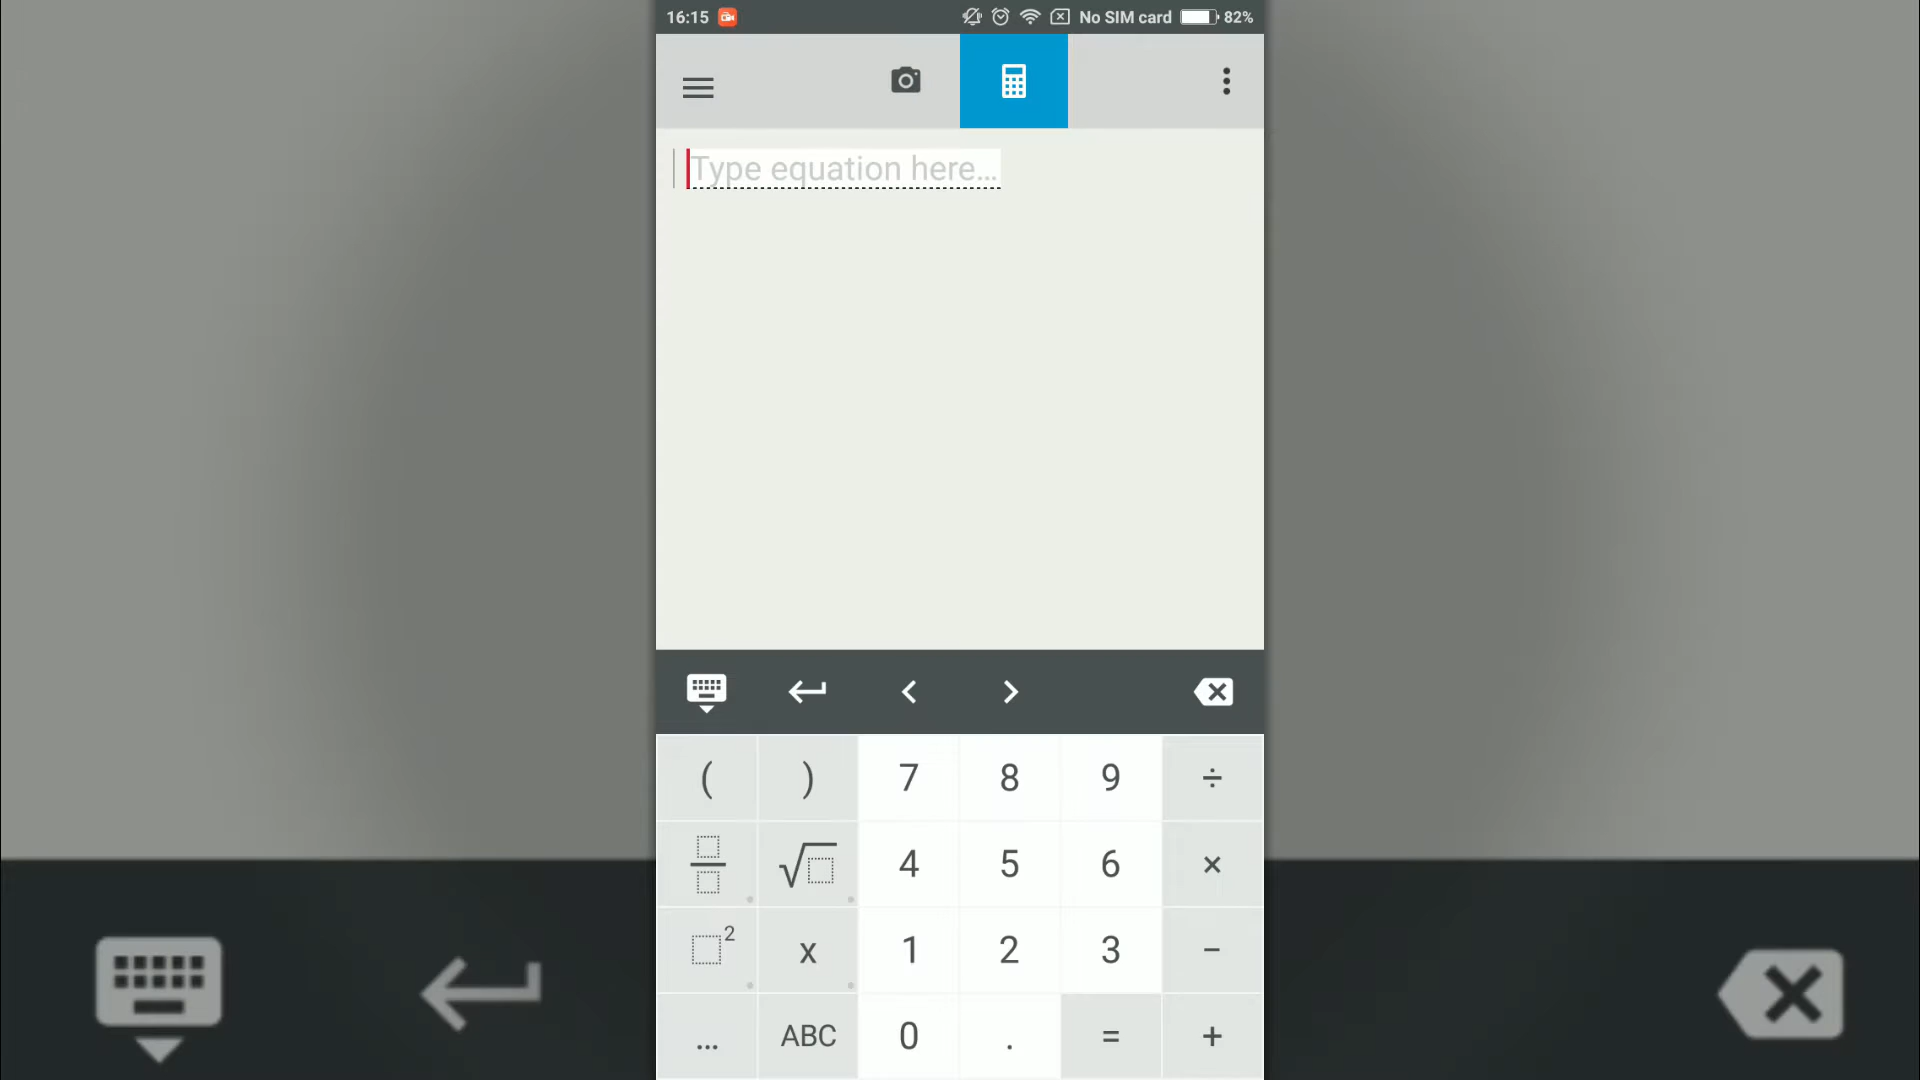 16:15 No SIM card 82%
Type equation here...
( ) 7 8 9 ÷
√ 4 5 6 ×
2 x 1 2 3 −
... ABC 0 . = +